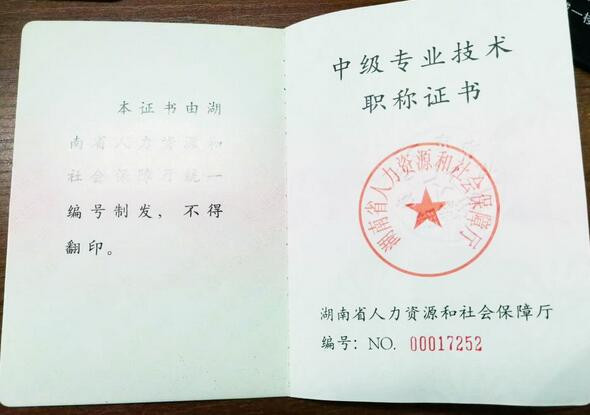 本证书由湖
南省人力资源和
社会保障厅统一
编号制发，不得
翻印。
中级专业技术
职称证书
湖南省人力资源和社会保障厅
湖南省人力资源和社会保障厅
编号：NO. 00017252